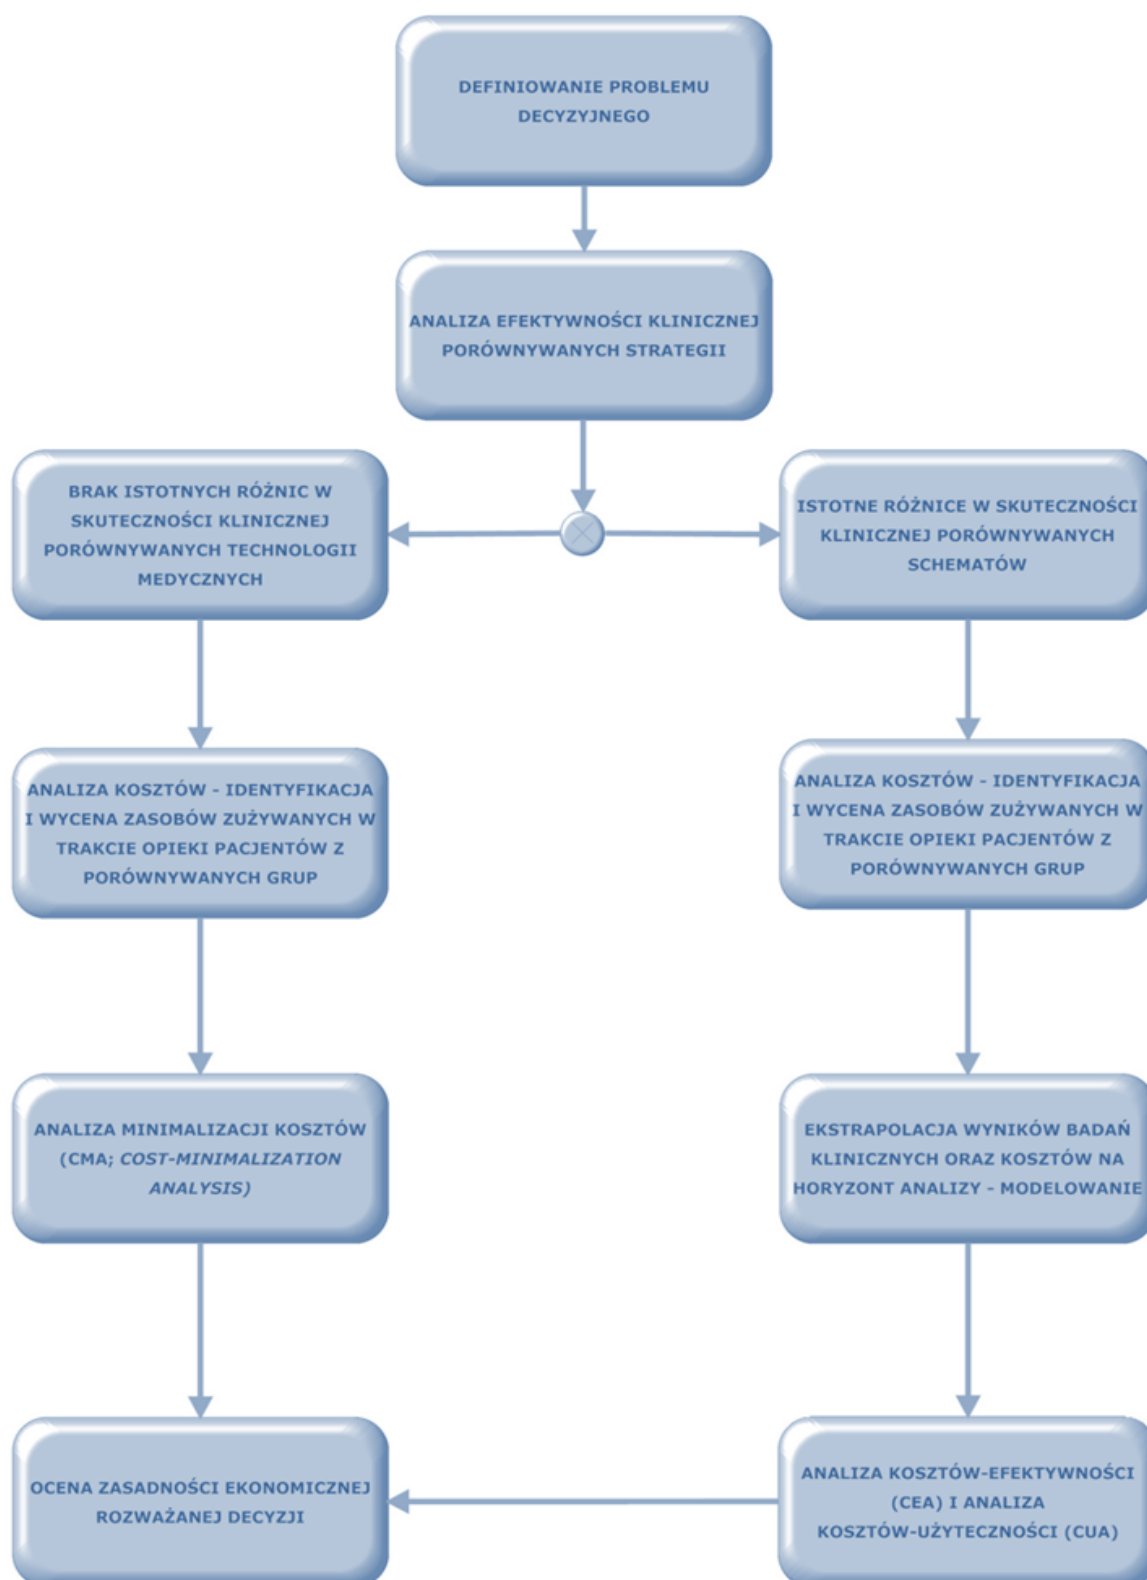 DEFINIOWANIE PROBLEMU
DECYZYJNEGO
ANALIZA EFEKTYWNOŚCI KLINICZNEJ
PORÓWNYWANYCH STRATEGII
BRAK ISTOTNYCH RÓŻNIC W
SKUTECZNOŚCI KLINICZNEJ
PORÓWNYWANYCH TECHNOLOGII
MEDYCZNYCH
ISTOTNE RÓŻNICE W SKUTECZNOŚCI
KLINICZNEJ PORÓWNYWANYCH
SCHEMATÓW
ANALIZA KOSZTÓW - IDENTYFIKACJA
I WYCENA ZASOBÓW ZUŻYWANYCH W
TRAKCIE OPIEKI PACJENTÓW Z
PORÓWNYWANYCH GRUP
ANALIZA KOSZTÓW - IDENTYFIKACJA
I WYCENA ZASOBÓW ZUŻYWANYCH W
TRAKCIE OPIEKI PACJENTÓW Z
PORÓWNYWANYCH GRUP
ANALIZA MINIMALIZACJI KOSZTÓW
(CMA; COST-MINIMALIZATION
ANALYSIS)
EKSTRAPOLACJA WYNIKÓW BADAŃ
KLINICZNYCH ORAZ KOSZTÓW NA
HORYZONT ANALIZY - MODELOWANIE
OCENA ZASADNOŚCI EKONOMICZNEJ
ROZWAŻANEJ DECYZJI
ANALIZA KOSZTÓW-EFEKTYWNOŚCI
(CEA) I ANALIZA
KOSZTÓW-UŻYTECZNOŚCI (CUA)